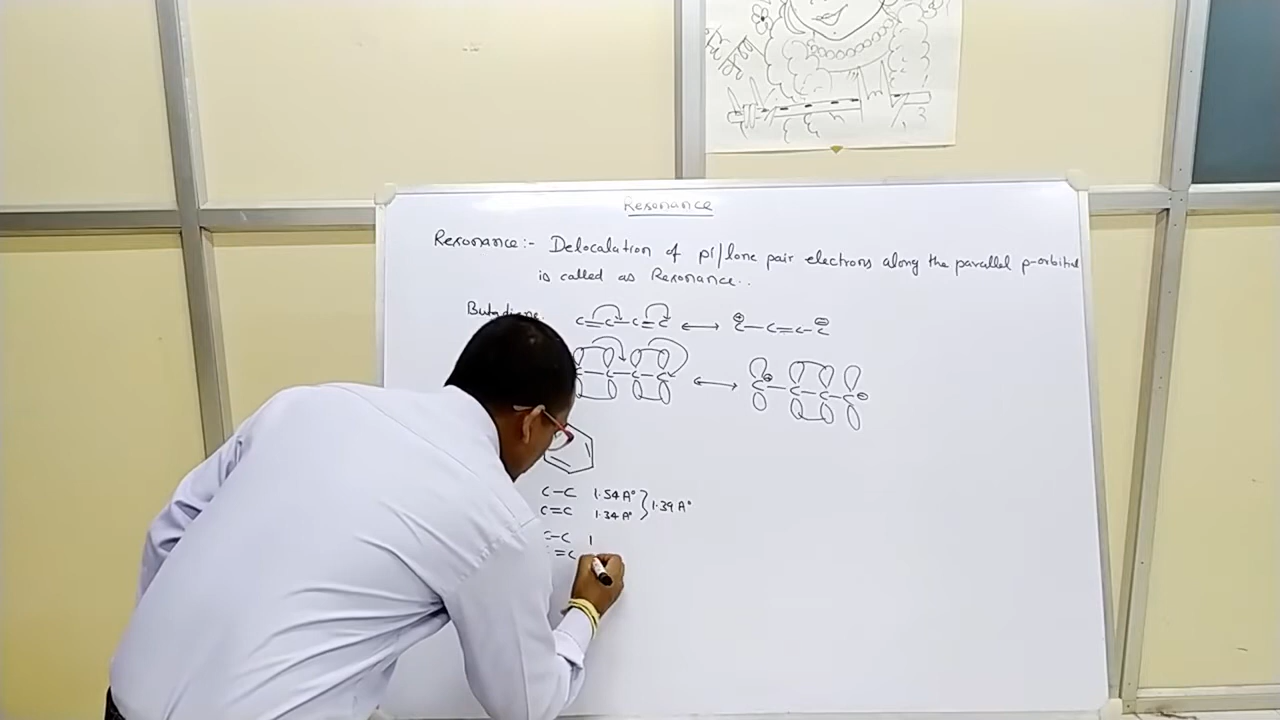 Resonance
Resonance:- Delocalation of pi/lone pair electrons along the parallel p-orbital
is called as Resonance..
Butadiene.
C=C-C=C ⟷ C⊕-C=C-C⊖
C-C-C-C ⟷ C⊕-C-C-C⊖
C-C 1.54 A° } 1.39 A°
C=C 1.34 A°
C-C 1
=C